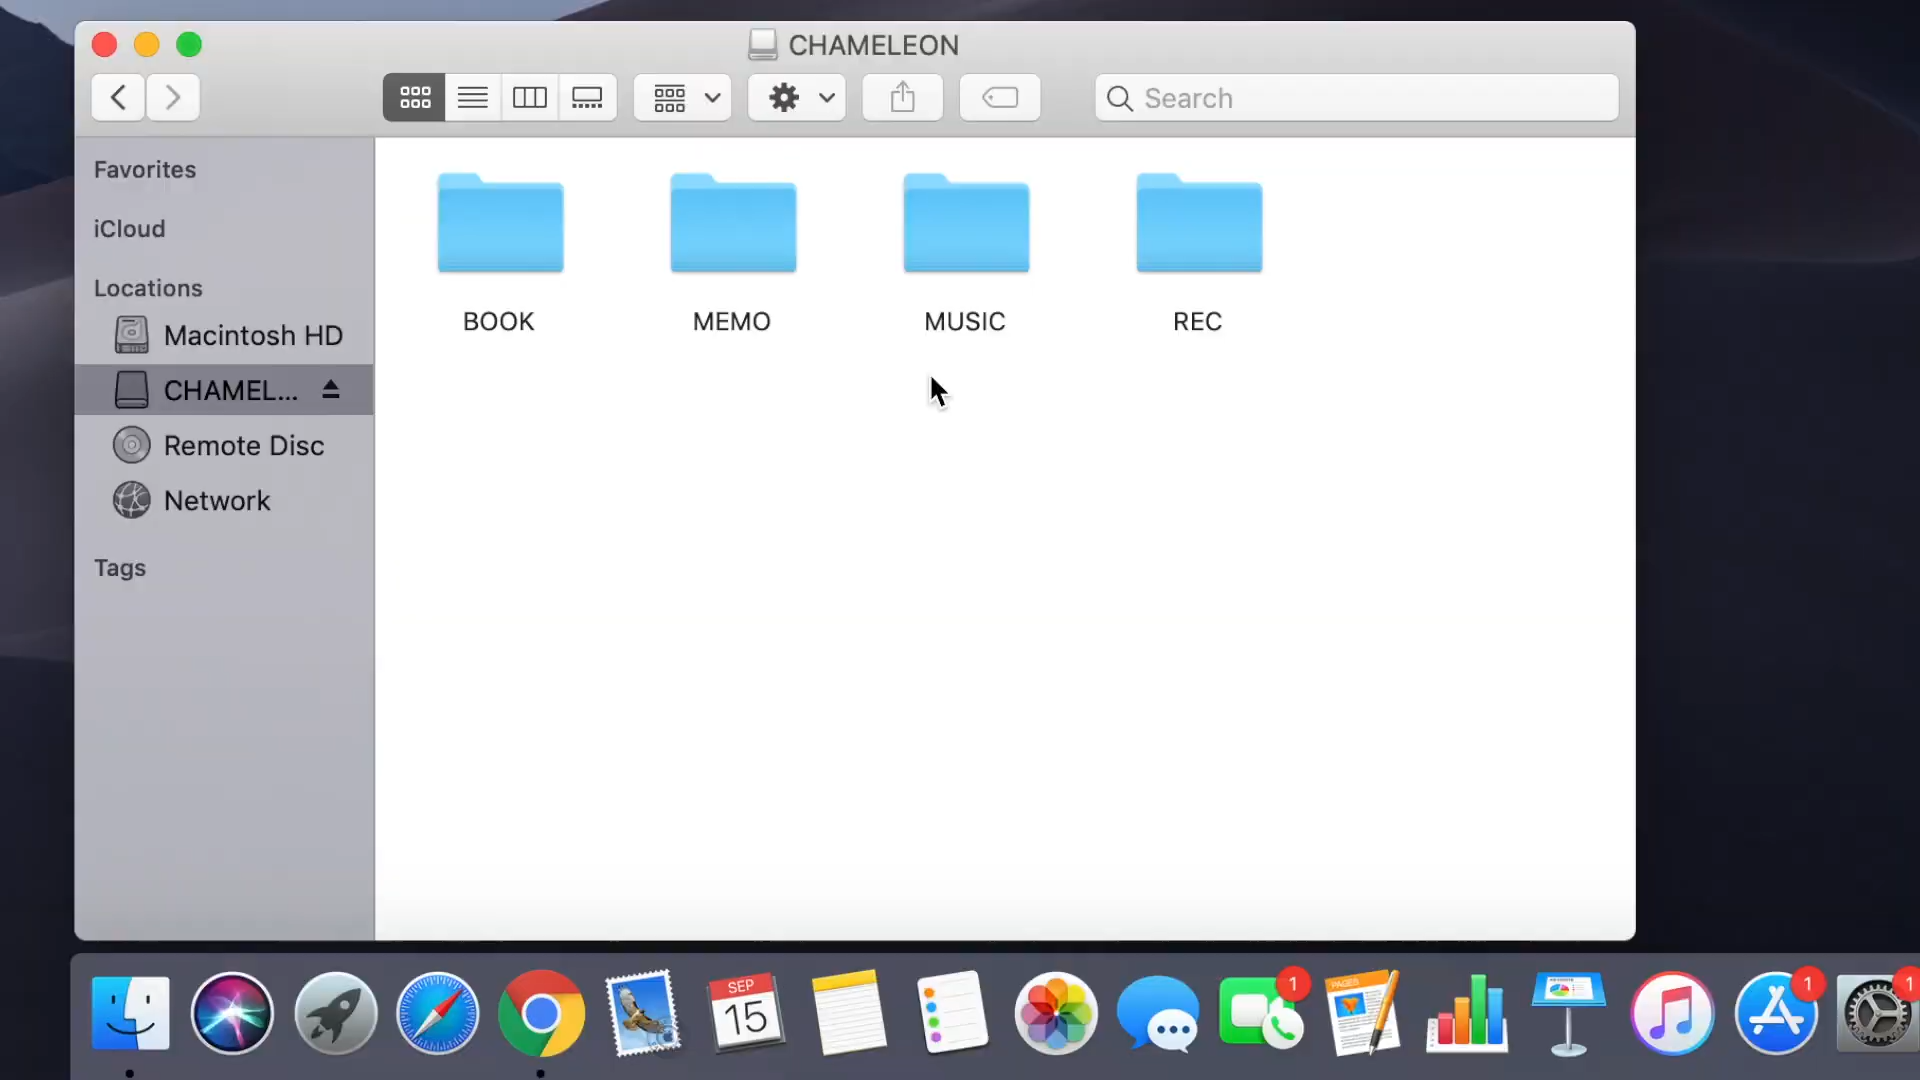 CHAMELEON
Search
Favorites
iCloud
Locations
Macintosh HD
CHAMEL...
Remote Disc
Network
Tags
BOOK
MEMO
MUSIC
REC
SEP
15
1
PAGES
1
1